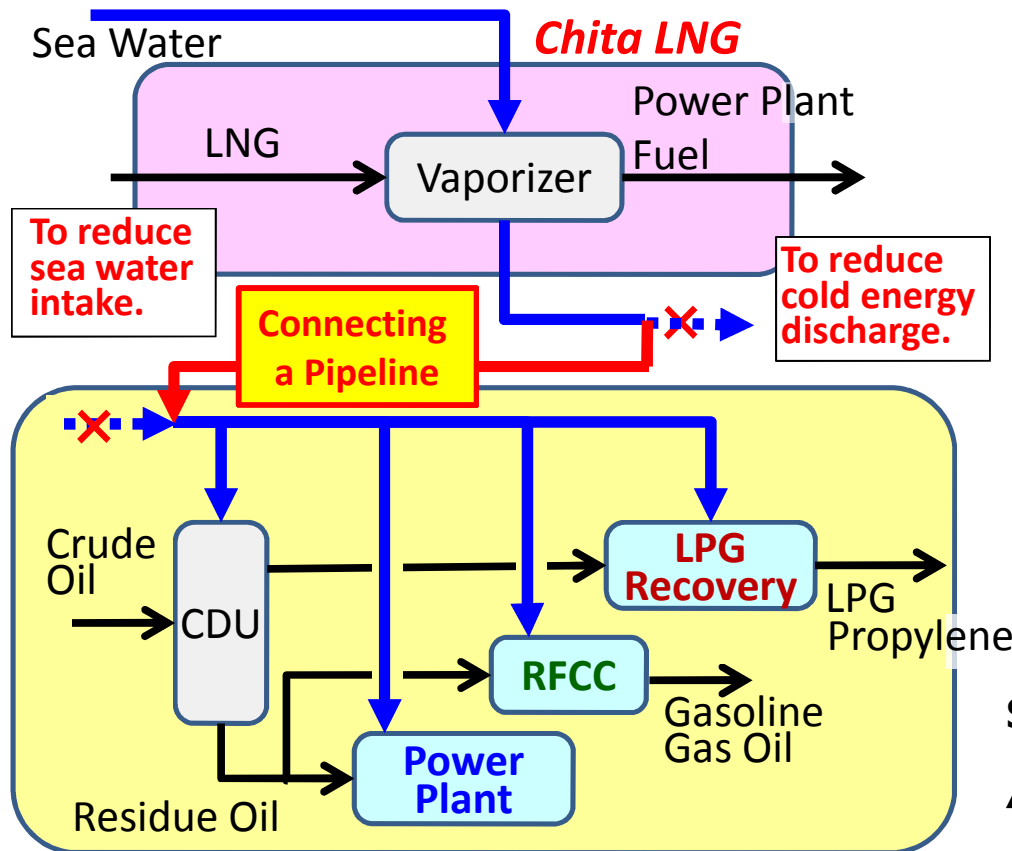 Sea Water
Chita LNG
Power Plant
Fuel
LNG
Vaporizer
To reduce
sea water
intake.
To reduce
cold energy
discharge.
Connecting
a Pipeline
Crude
Oil
CDU
LPG
Recovery
LPG
Propylene
RFCC
Gasoline
Gas Oil
Power
Plant
Residue Oil